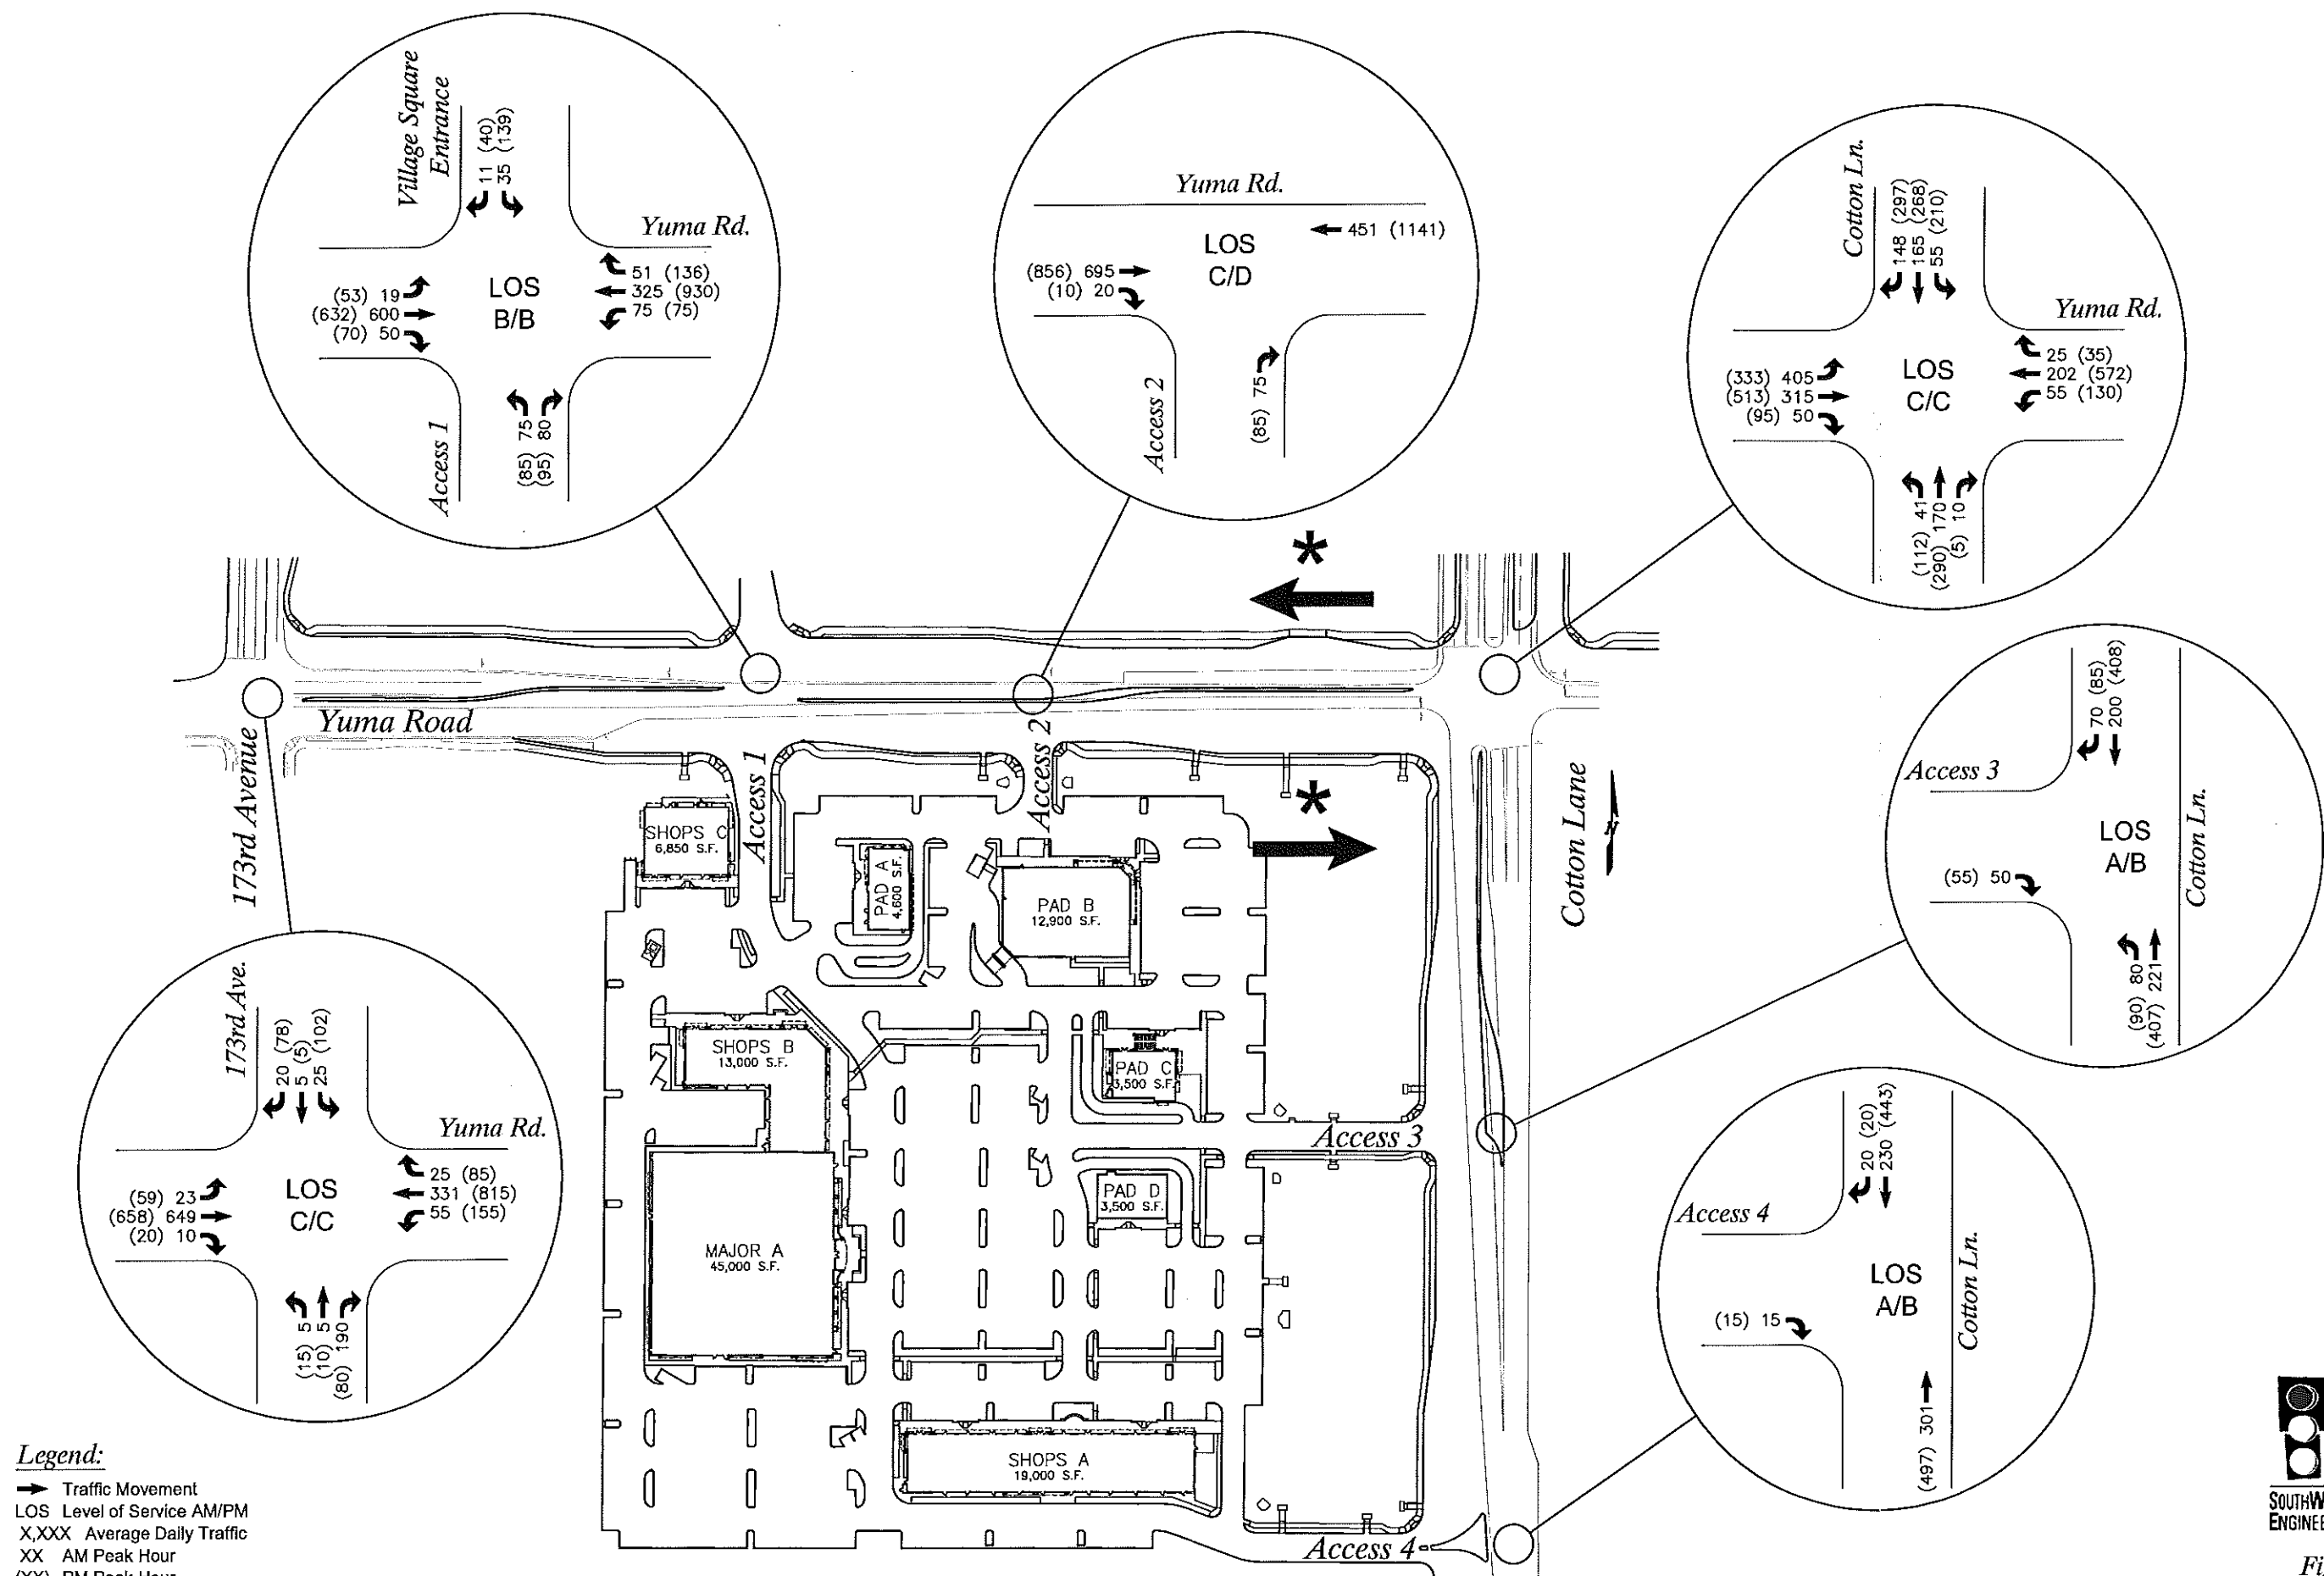 Village Square
Entrance
11 (40)
35 (139)
Yuma Rd.
51 (136)
325 (930)
75 (75)
(53) 19
(632) 600
(70) 50
LOS
B/B
Access 1
(85) 75
(95) 80
Yuma Rd.
451 (1141)
LOS
C/D
(856) 695
(10) 20
Access 2
(85) 75
Cotton Ln.
148 (297)
165 (268)
55 (210)
Yuma Rd.
25 (35)
202 (572)
55 (130)
(333) 405
(513) 315
(95) 50
LOS
C/C
(112) 41
(290) 170
(5) 10
*
Yuma Road
173rd Avenue
Access 1
Access 2
*
Cotton Lane
N
SHOPS C
6,850 S.F.
PAD A
4,600 S.F.
PAD B
12,900 S.F.
SHOPS B
13,000 S.F.
PAD C
3,500 S.F.
Access 3
PAD D
3,500 S.F.
MAJOR A
45,000 S.F.
SHOPS A
19,000 S.F.
Access 4
70 (85)
200 (408)
Access 3
LOS
A/B
Cotton Ln.
(55) 50
(90) 80
(407) 221
20 (20)
230 (443)
Access 4
LOS
A/B
Cotton Ln.
(15) 15
(497) 301
173rd Ave.
20 (78)
5 (5)
25 (102)
Yuma Rd.
25 (85)
331 (815)
55 (155)
(59) 23
(658) 649
(20) 10
LOS
C/C
(15) 5
(10) 5
(80) 190
Legend:
Traffic Movement
LOS Level of Service AM/PM
X,XXX Average Daily Traffic
XX AM Peak Hour
(XX) PM Peak Hour
SOUTHW
ENGINEE
Fi